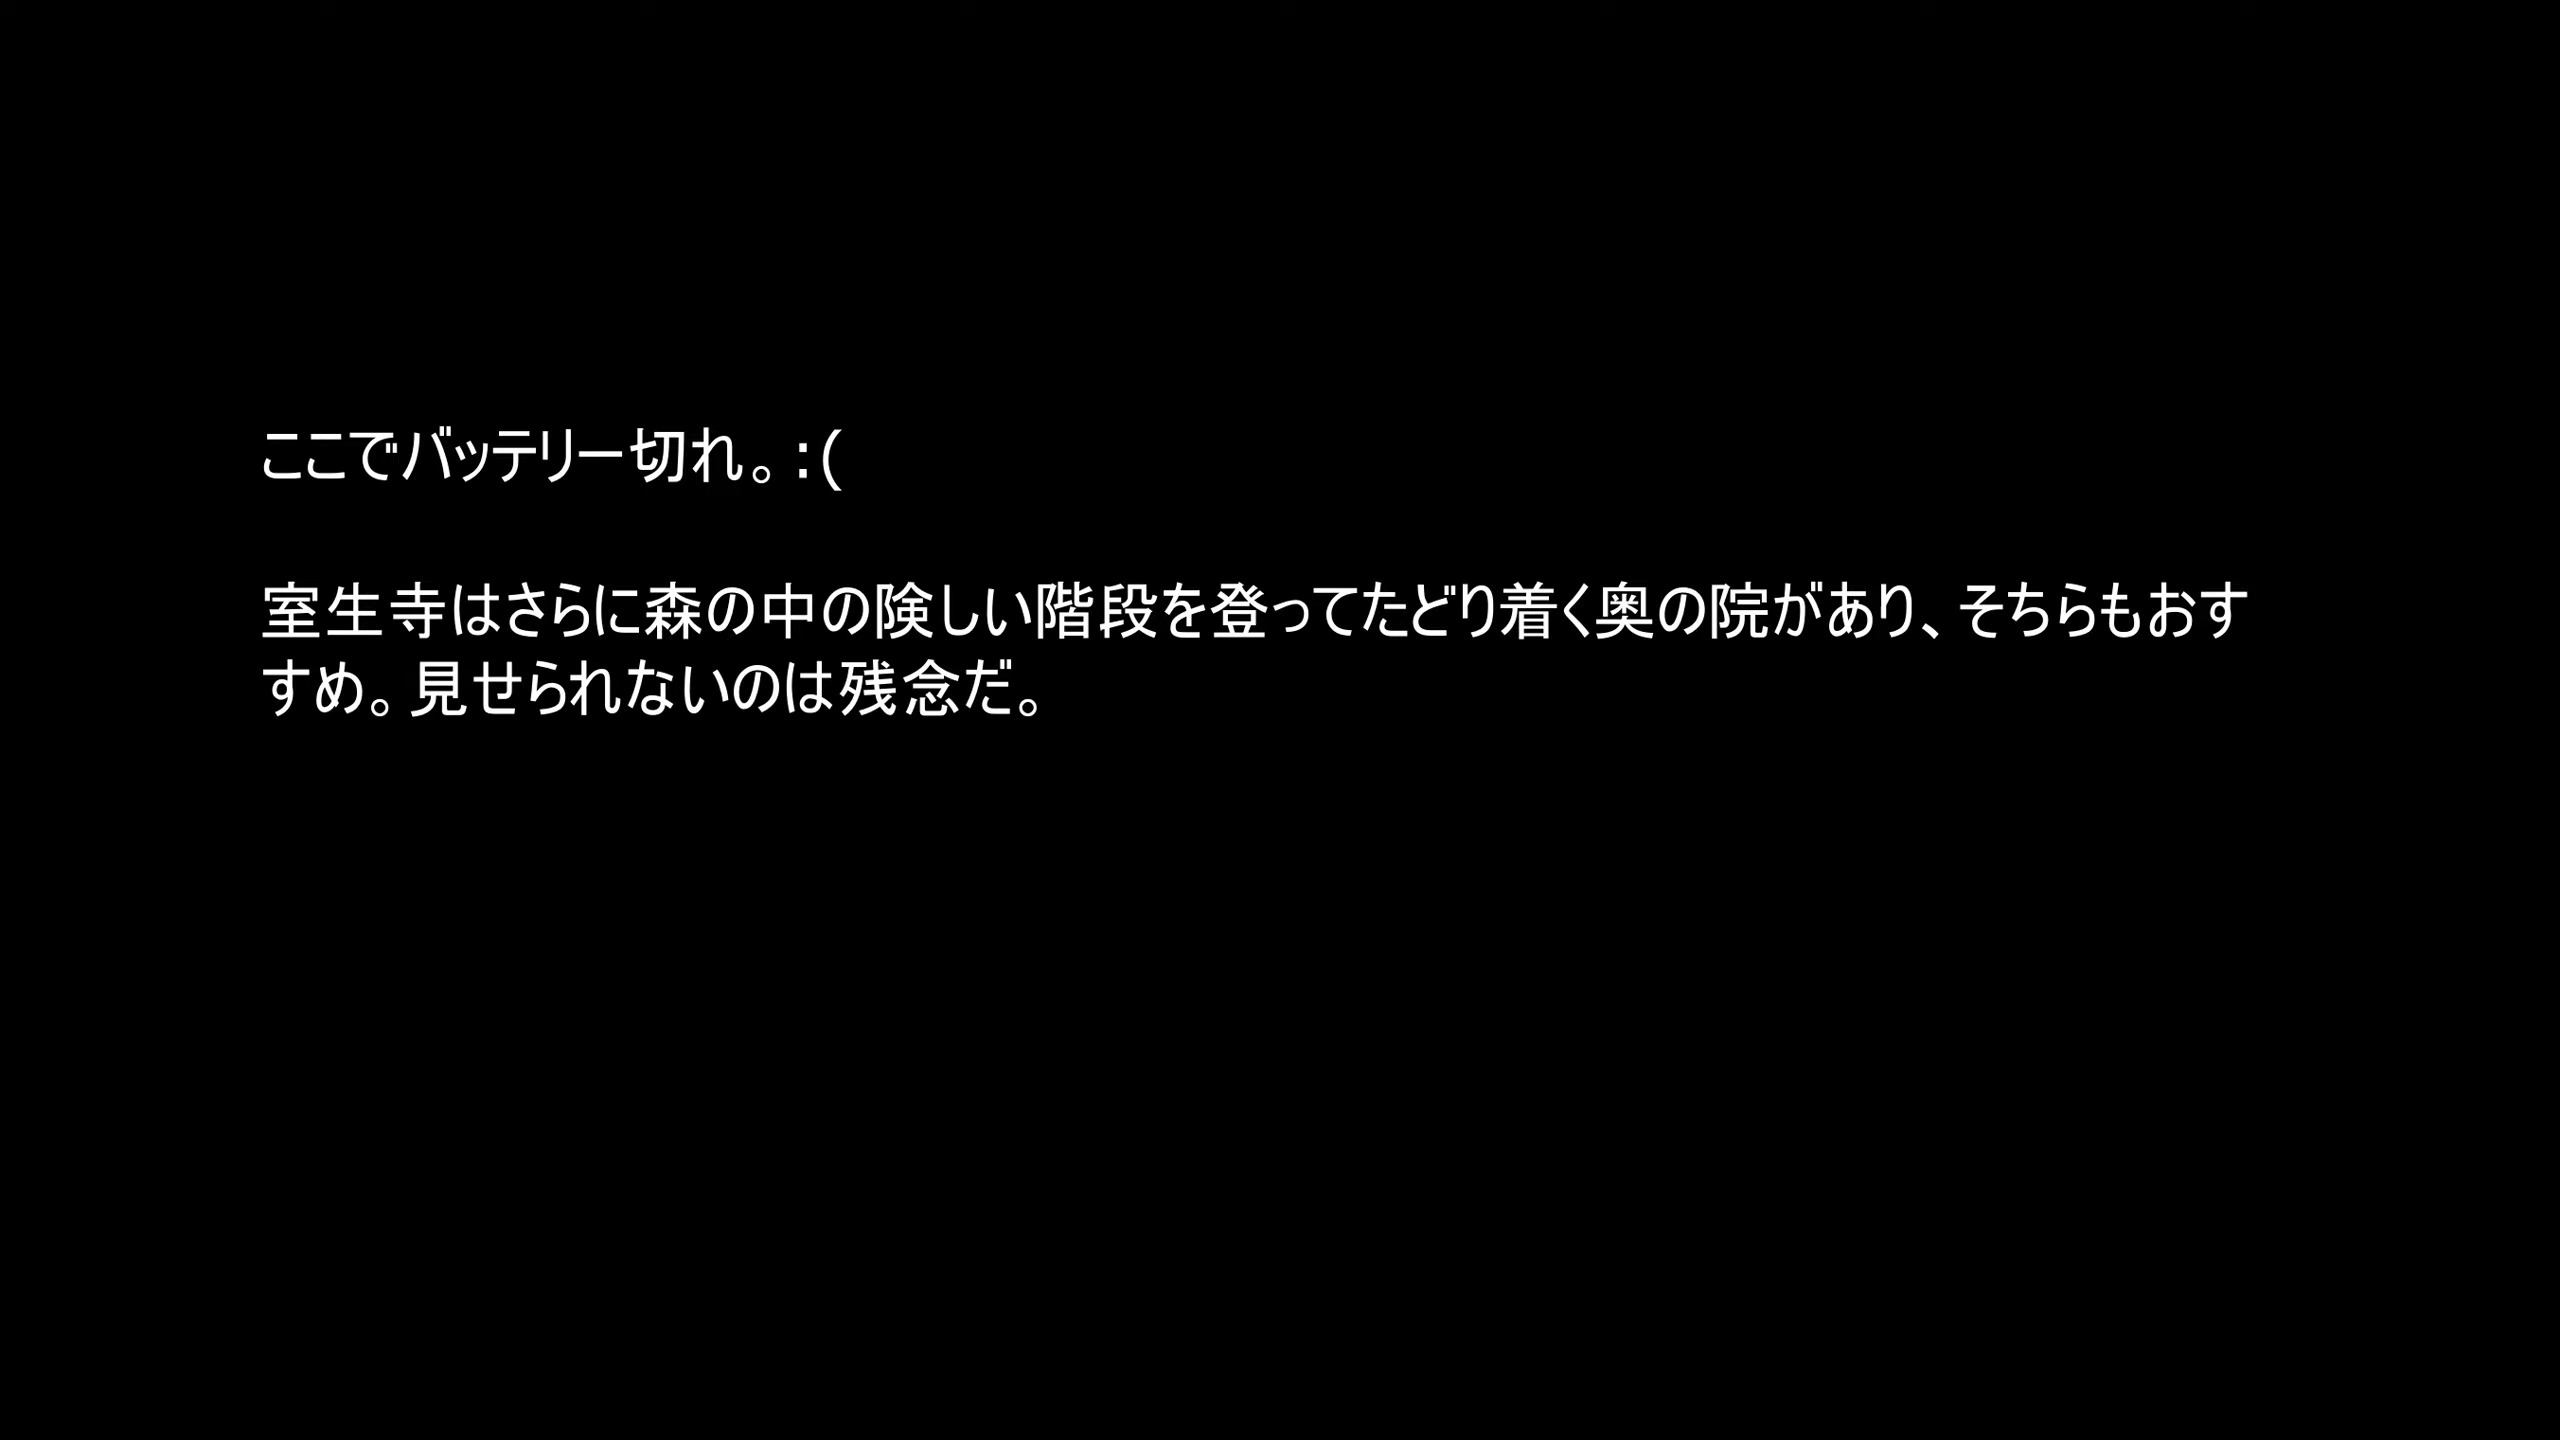 ここでバッテリー切れ。:(
室生寺はさらに森の中の険しい階段を登ってたどり着く奥の院があり、そちらもおす
すめ。見せられないのは残念だ。